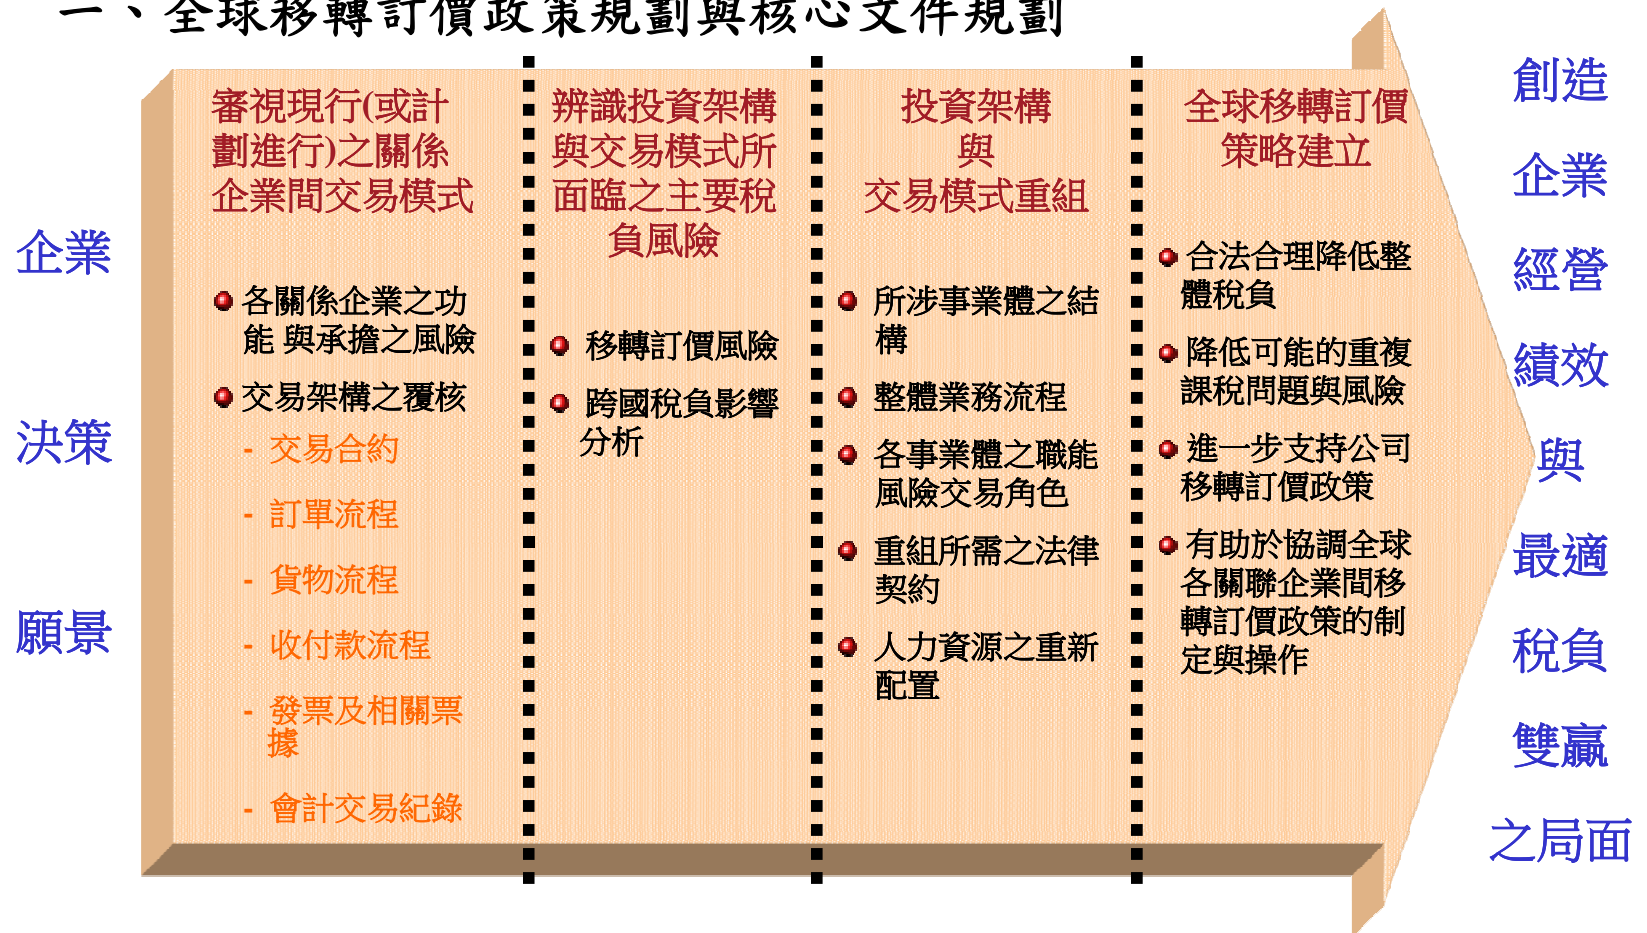 一、全球移轉訂價政策規劃與核心文件規劃
企業
決策
願景
審視現行(或計
劃進行)之關係
企業間交易模式
各關係企業之功
能 與承擔之風險
交易架構之覆核
- 交易合約
- 訂單流程
- 貨物流程
- 收付款流程
- 發票及相關票
據
- 會計交易紀錄
辨識投資架構
與交易模式所
面臨之主要稅
負風險
移轉訂價風險
跨國稅負影響
分析
投資架構
與
交易模式重組
所涉事業體之結
構
整體業務流程
各事業體之職能
風險交易角色
重組所需之法律
契約
人力資源之重新
配置
全球移轉訂價
策略建立
合法合理降低整
體稅負
降低可能的重複
課稅問題與風險
進一步支持公司
移轉訂價政策
有助於協調全球
各關聯企業間移
轉訂價政策的制
定與操作
創造
企業
經營
績效
與
最適
稅負
雙贏
之局面